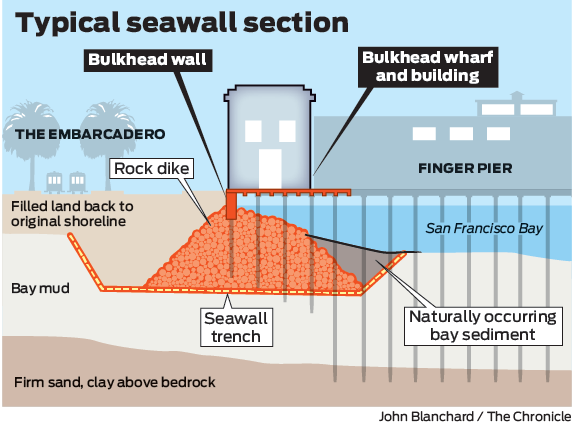 Typical seawall section
Bulkhead wall
Bulkhead wharf
and building
THE EMBARCADERO
Rock dike
FINGER PIER
Filled land back to
original shoreline
San Francisco Bay
Bay mud
Seawall
trench
Naturally occurring
bay sediment
Firm sand, clay above bedrock
John Blanchard / The Chronicle